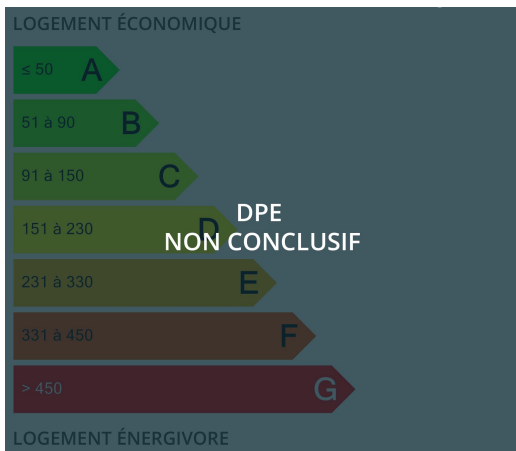 LOGEMENT ÉCONOMIQUE
≤ 50 A
51 à 90 B
91 à 150 C
151 à 230 D
DPE
NON CONCLUSIF
231 à 330 E
331 à 450 F
> 450 G
LOGEMENT ÉNERGIVORE